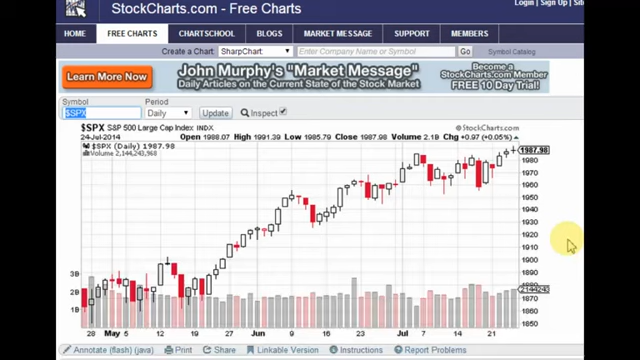 StockCharts.com - Free Charts
Login | Sign Up |
HOME FREE CHARTS CHARTSCHOOL BLOGS MARKET MESSAGE SUPPORT MEMBERS
Create a Chart: SharpChart Enter Company Name or Symbol Go Symbol Catalog
Learn More Now
John Murphy's "Market Message"
Daily Articles on the Current State of the Stock Market
Become a
StockCharts.com Member
FREE 10 Day Trial!
Symbol Period
$SPX Daily Update Inspect
$SPX S&P 500 Large Cap Index INDX © StockCharts.com
24-Jul-2014 Open 1988.07 High 1991.39 Low 1985.79 Close 1987.98 Volume 2.1B Chg +0.97 (+0.05%)
$SPX (Daily) 1987.98
Volume 2,144,243,968
1987.98
1980
1970
1960
1950
1940
1930
1920
1910
1900
1890
1880
2144243
1870
1860
1850
3B
2B
1B
28 May 5 12 19 27 Jun 9 16 23 Jul 7 14 21
Annotate (flash) (java) Print Share Linkable Version Instructions Report Problems